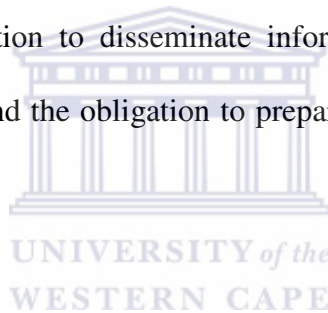 tion to disseminate infor
nd the obligation to prepar
UNIVERSITY of the
WESTERN CAPE